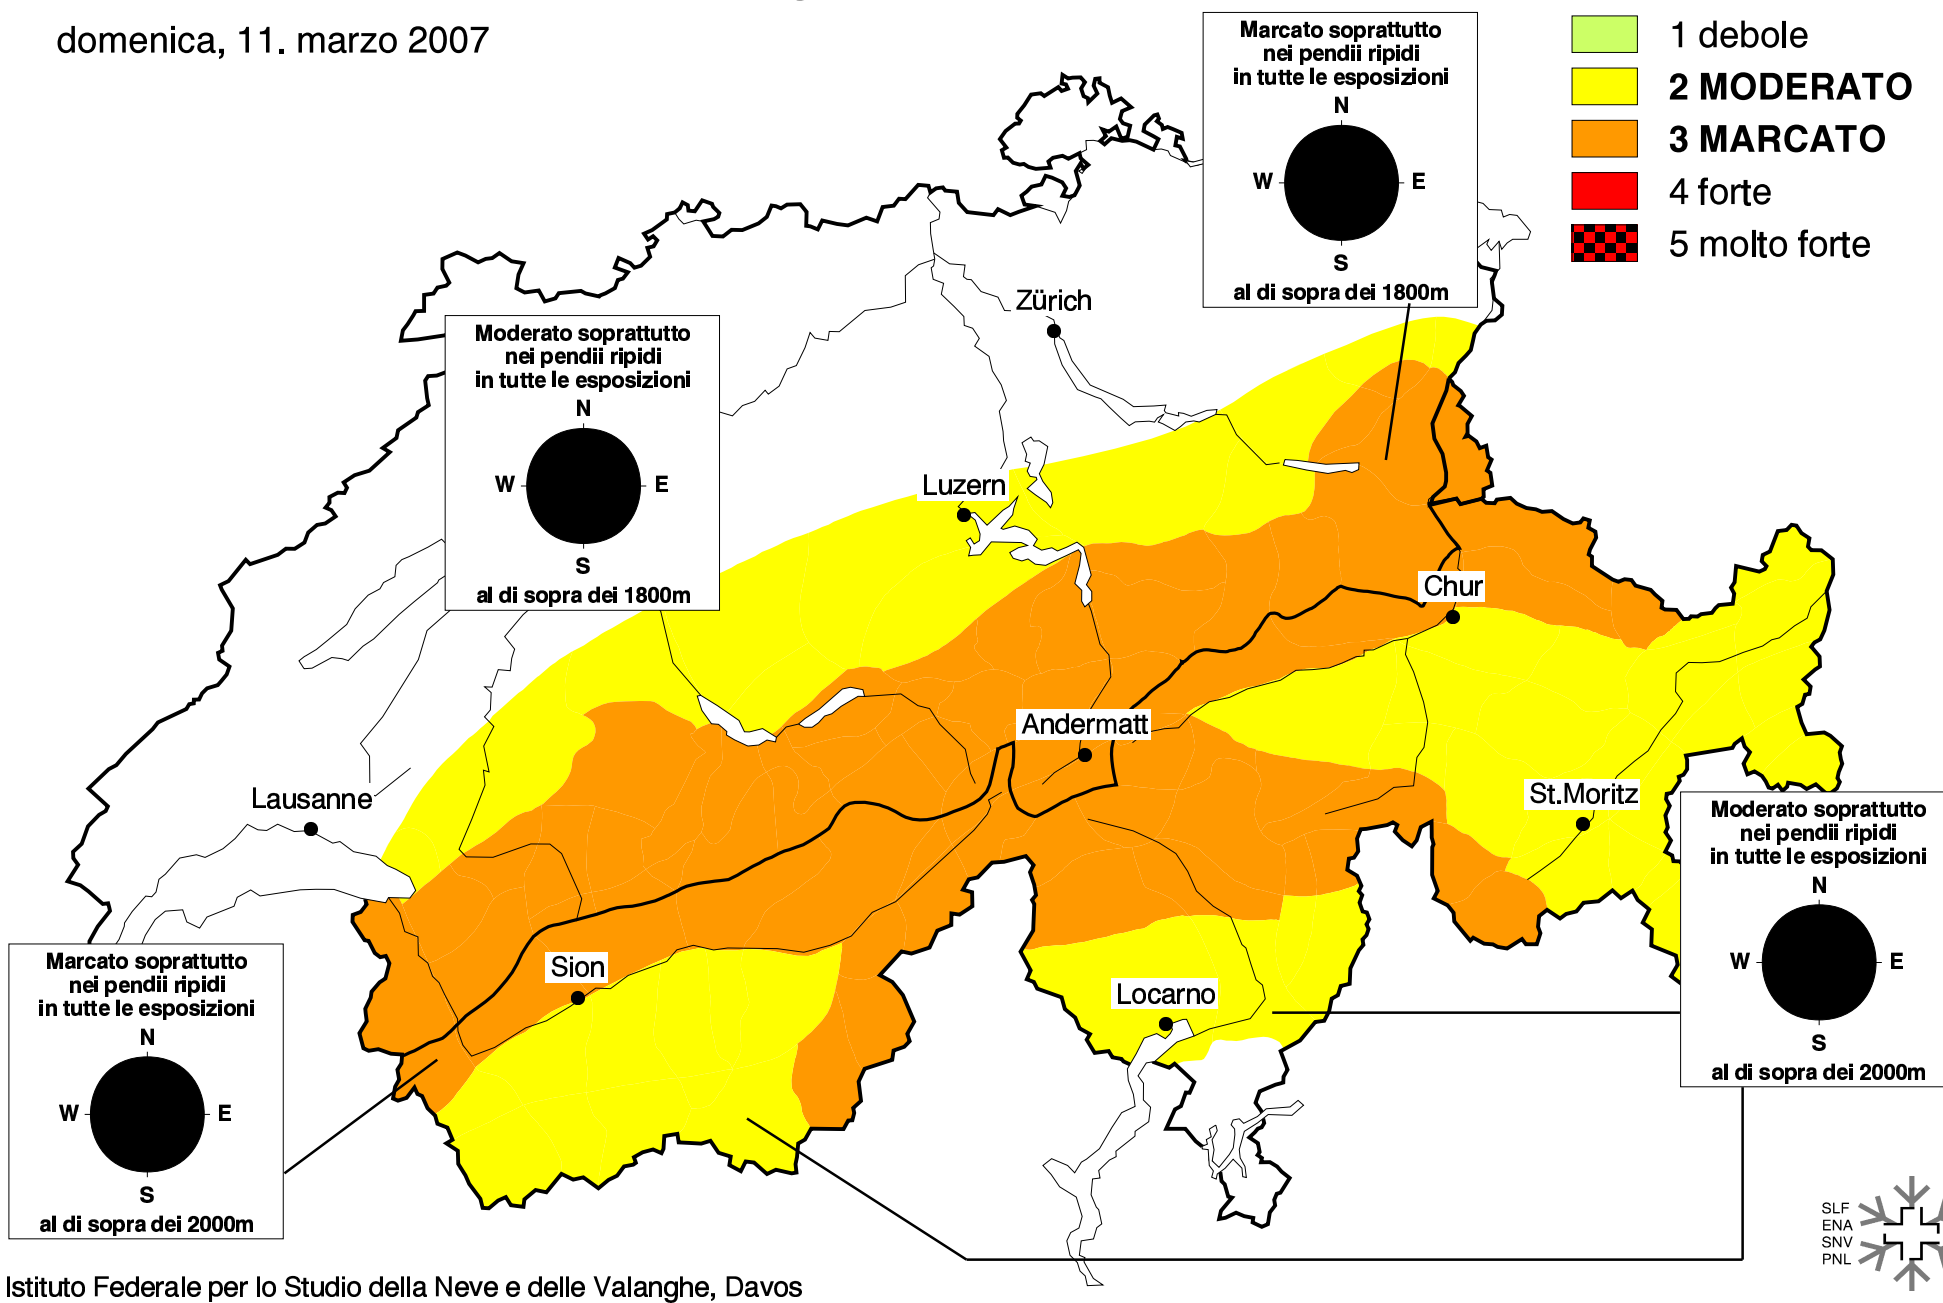 domenica, 11. marzo 2007
1 debole
2 MODERATO
3 MARCATO
4 forte
5 molto forte
Marcato soprattutto
nei pendii ripidi
in tutte le esposizioni
N
W
E
S
al di sopra dei 1800m
Moderato soprattutto
nei pendii ripidi
in tutte le esposizioni
N
W
E
S
al di sopra dei 1800m
Zürich
Luzern
Chur
Andermatt
Lausanne
St.Moritz
Sion
Locarno
Moderato soprattutto
nei pendii ripidi
in tutte le esposizioni
N
W
E
S
al di sopra dei 2000m
Marcato soprattutto
nei pendii ripidi
in tutte le esposizioni
N
W
E
S
al di sopra dei 2000m
SLF
ENA
SNV
PNL
Istituto Federale per lo Studio della Neve e delle Valanghe, Davos